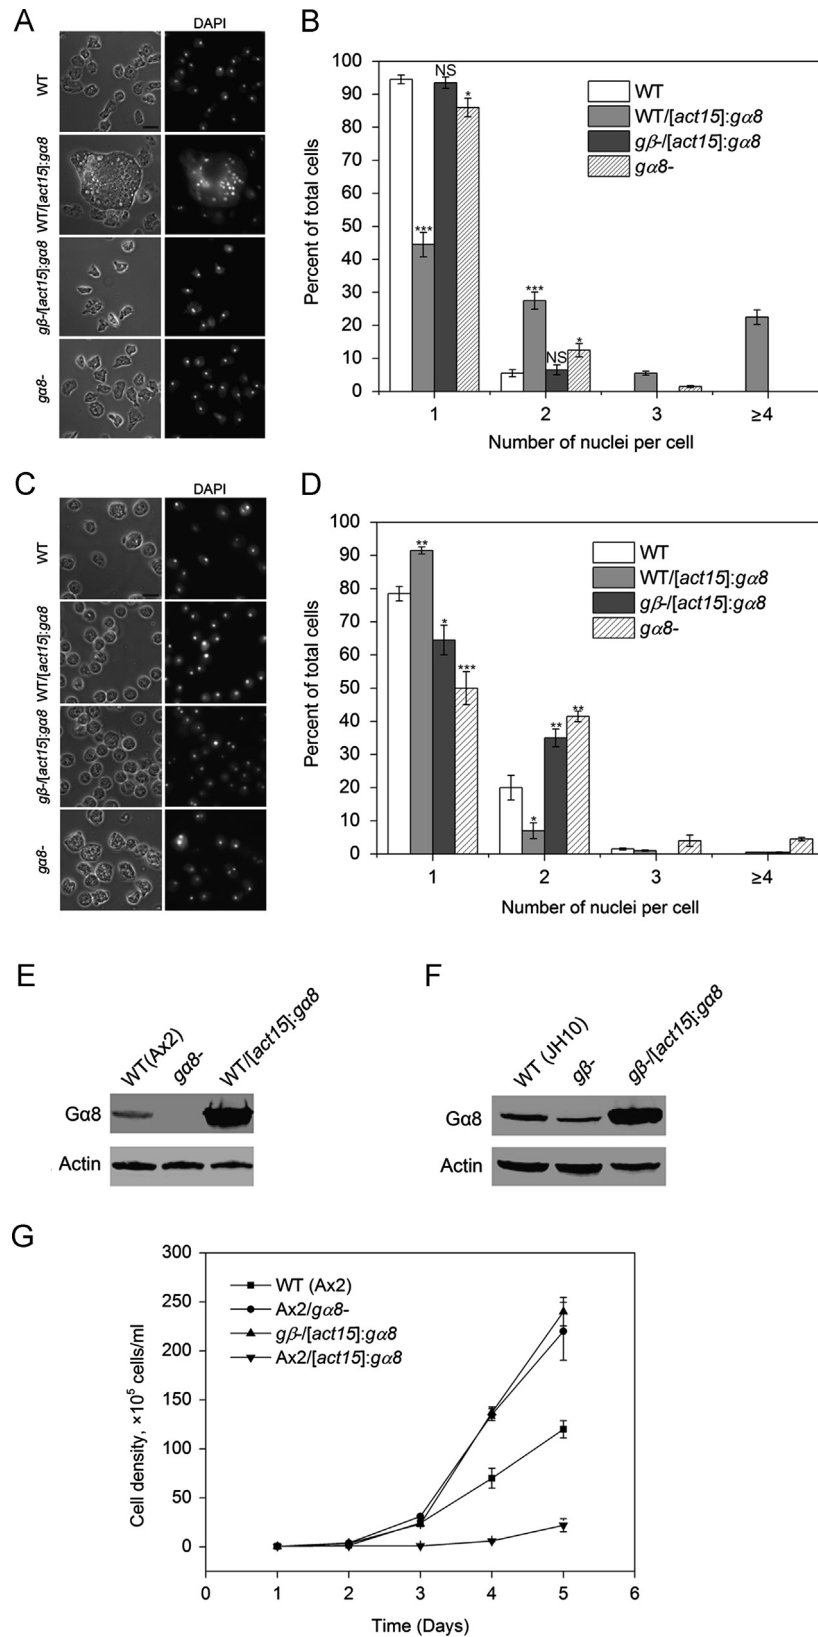 A
DAPI
WT
WT/[act15]:gα8
gβ-/[act15]:gα8
gα8-
B
100
90
80
70
60
50
40
30
20
10
0
Percent of total cells
NS
*
***
***
NS
*
WT
WT/[act15]:gα8
gβ-/[act15]:gα8
gα8-
1 2 3 ≥4
Number of nuclei per cell
C
DAPI
WT
WT/[act15]:gα8
gβ-/[act15]:gα8
gα8-
D
100
90
80
70
60
50
40
30
20
10
0
Percent of total cells
**
*
***
*
**
**
WT
WT/[act15]:gα8
gβ-/[act15]:gα8
gα8-
1 2 3 ≥4
Number of nuclei per cell
E
WT(Ax2)
gα8-
WT/[act15]:gα8
Gα8
Actin
F
WT (JH10)
gβ-
gβ-/[act15]:gα8
Gα8
Actin
G
300
250
200
150
100
50
0
Cell density, ×10⁵ cells/ml
WT (Ax2)
Ax2/gα8-
gβ-/[act15]:gα8
Ax2/[act15]:gα8
0 1 2 3 4 5 6
Time (Days)